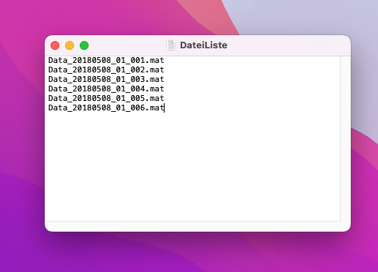 DateiListe
Data_20180508_01_001.mat
Data_20180508_01_002.mat
Data_20180508_01_003.mat
Data_20180508_01_004.mat
Data_20180508_01_005.mat
Data_20180508_01_006.mat